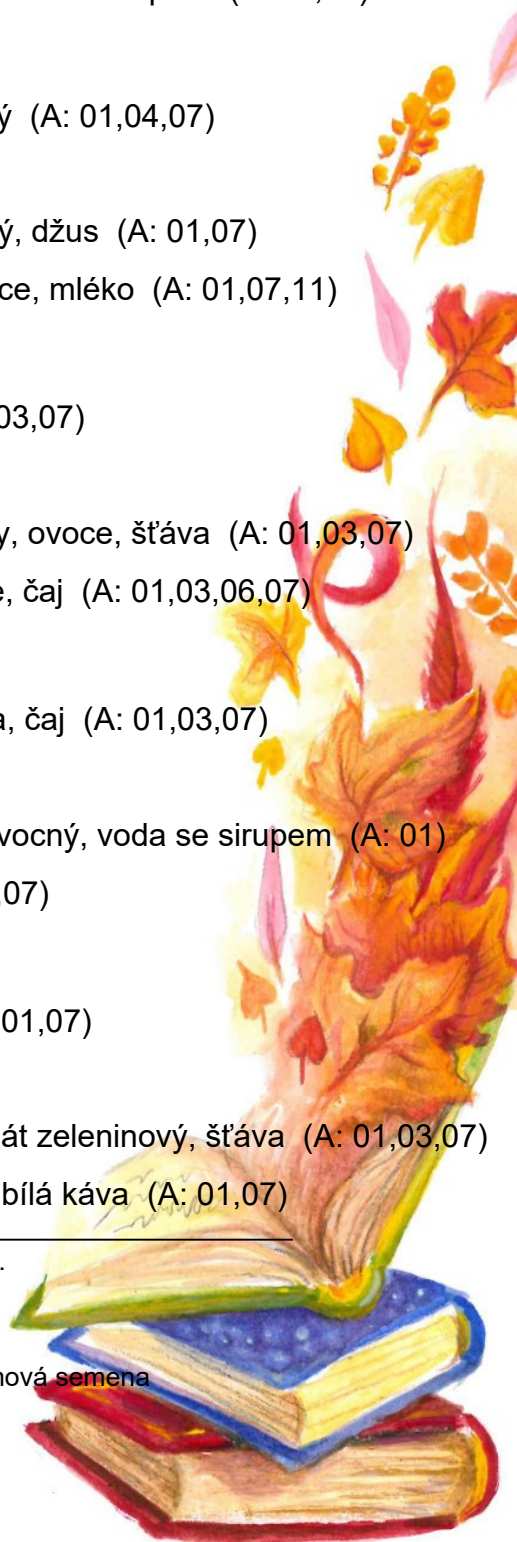 ý (A: 01,04,07)
ý, džus (A: 01,07)
ce, mléko (A: 01,07,11)
03,07)
y, ovoce, šťáva (A: 01,03,07)
e, čaj (A: 01,03,06,07)
a, čaj (A: 01,03,07)
vocný, voda se sirupem (A: 01)
,07)
01,07)
át zeleninový, šťáva (A: 01,03,07)
bílá káva (A: 01,07)
.
nová semena